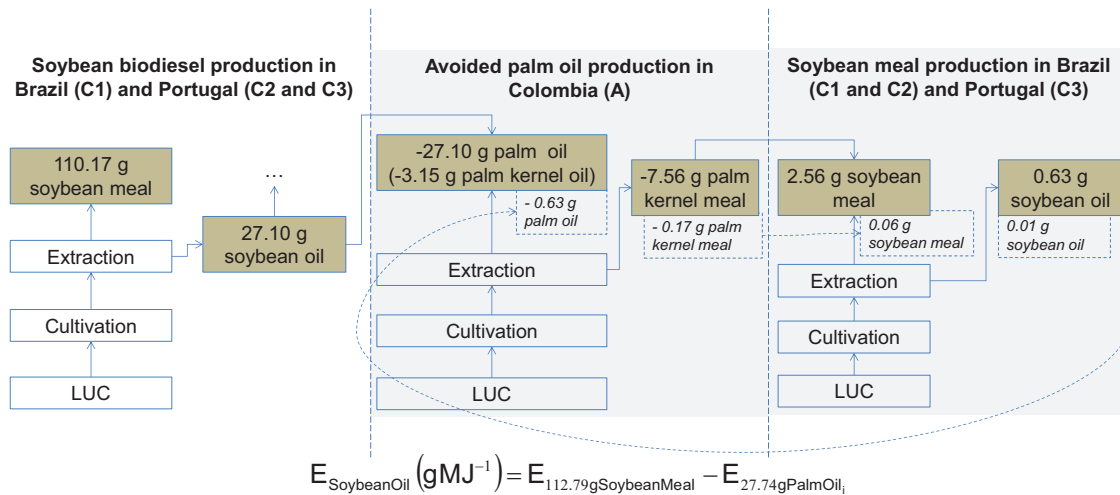 Soybean biodiesel production in
Brazil (C1) and Portugal (C2 and C3)
110.17 g
soybean meal
...
27.10 g
soybean oil
Extraction
Cultivation
LUC
Avoided palm oil production in
Colombia (A)
-27.10 g palm oil
(-3.15 g palm kernel oil)
- 0.63 g
palm oil
-7.56 g palm
kernel meal
- 0.17 g palm
kernel meal
Extraction
Cultivation
LUC
Soybean meal production in Brazil
(C1 and C2) and Portugal (C3)
2.56 g soybean
meal
0.06 g
soybean meal
0.63 g
soybean oil
0.01 g
soybean oil
Extraction
Cultivation
LUC
E_SoybeanOil (gMJ⁻¹) = E_112.79gSoybeanMeal − E_27.74gPalmOil_i